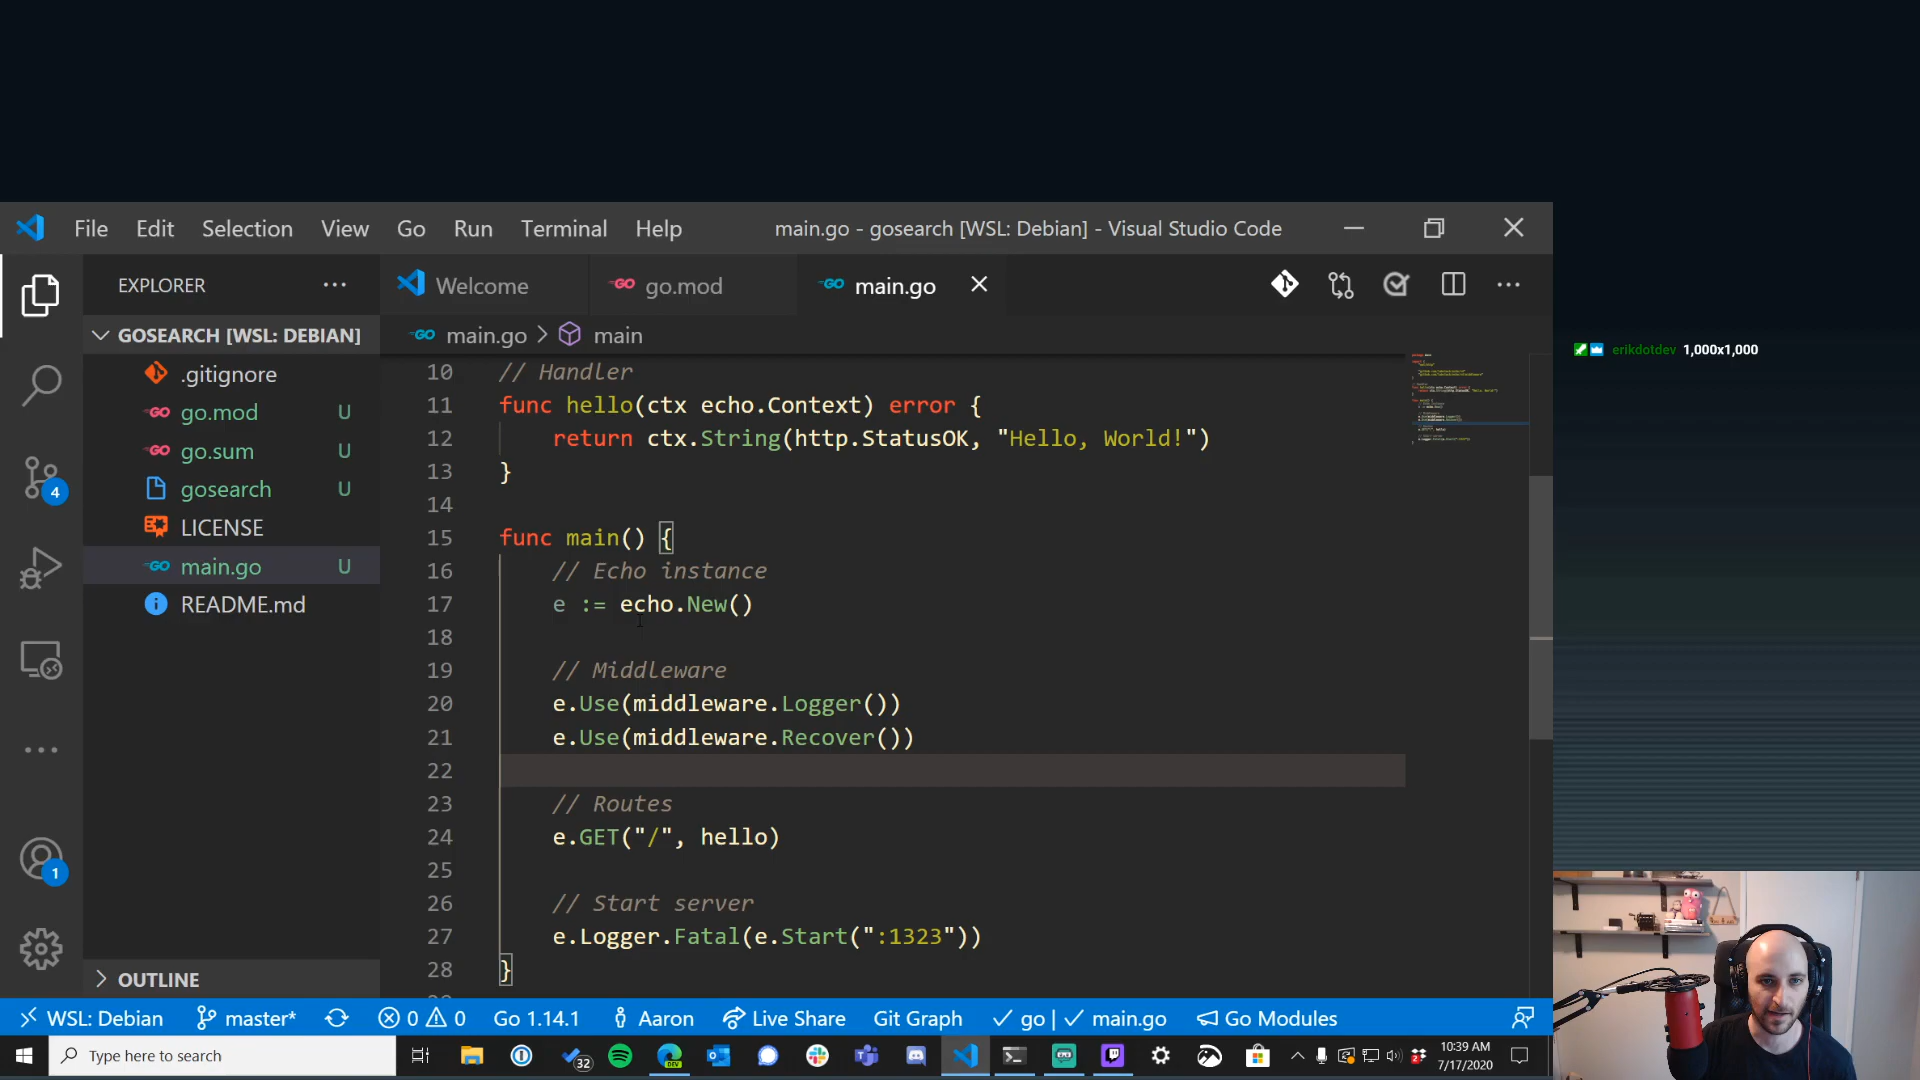 File Edit Selection View Go Run Terminal Help
main.go - gosearch [WSL: Debian] - Visual Studio Code
EXPLORER
Welcome
go.mod
main.go
GOSEARCH [WSL: DEBIAN]
main.go > main
.gitignore
go.mod U
go.sum U
gosearch U
LICENSE
main.go U
README.md
OUTLINE
10 // Handler
11 func hello(ctx echo.Context) error {
12 return ctx.String(http.StatusOK, "Hello, World!")
13 }
14
15 func main() {
16 // Echo instance
17 e := echo.New()
18
19 // Middleware
20 e.Use(middleware.Logger())
21 e.Use(middleware.Recover())
22
23 // Routes
24 e.GET("/", hello)
25
26 // Start server
27 e.Logger.Fatal(e.Start(":1323"))
28 }
4
1
erikdotdev 1,000x1,000
WSL: Debian master* 0 0 Go 1.14.1 Aaron Live Share Git Graph go | main.go Go Modules
Type here to search
32
DEV
10:39 AM
7/17/2020